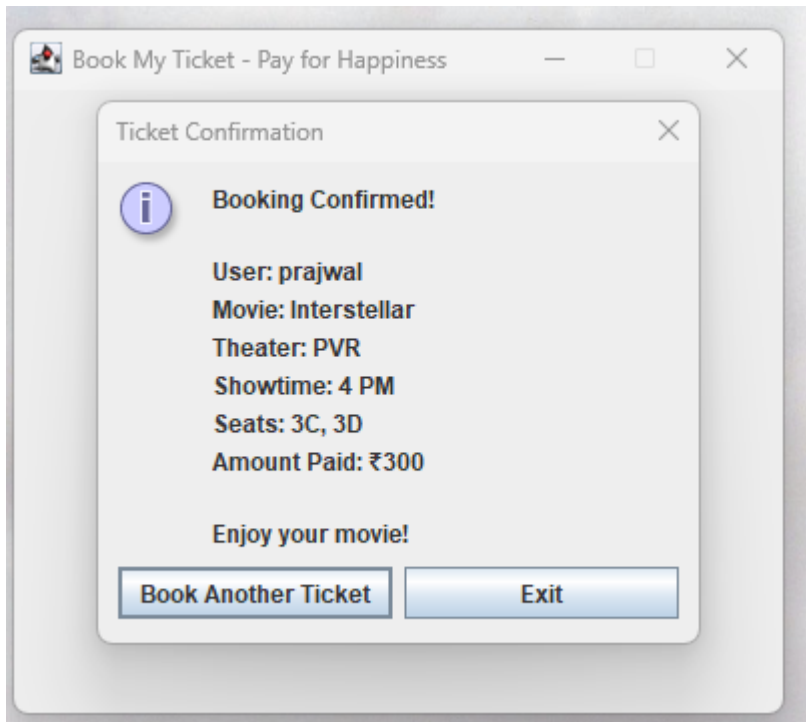 Book My Ticket - Pay for Happiness
Ticket Confirmation
i
Booking Confirmed!
User: prajwal
Movie: Interstellar
Theater: PVR
Showtime: 4 PM
Seats: 3C, 3D
Amount Paid: ₹300
Enjoy your movie!
Book Another Ticket
Exit